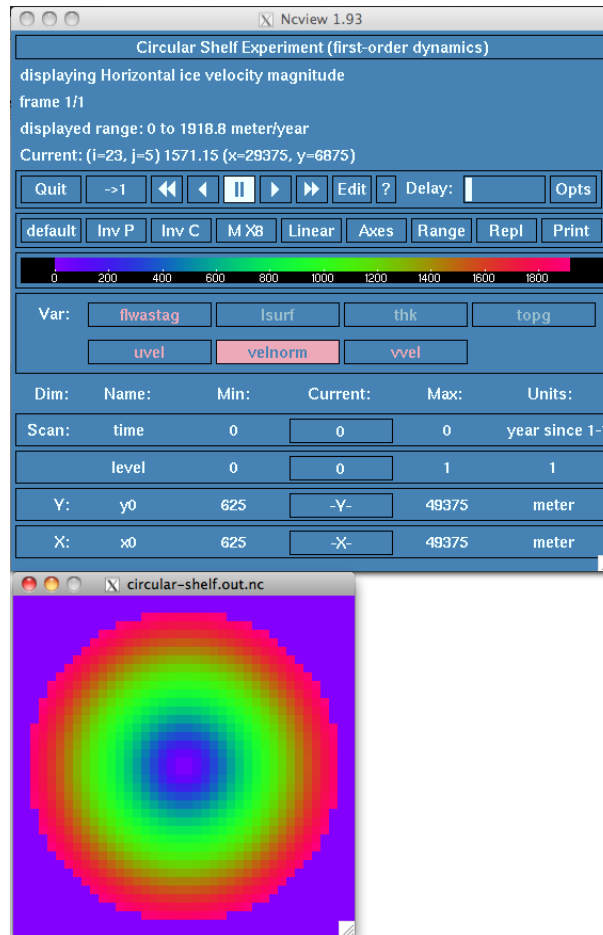 Ncview 1.93
Circular Shelf Experiment (first-order dynamics)
displaying Horizontal ice velocity magnitude
frame 1/1
displayed range: 0 to 1918.8 meter/year
Current: (i=23, j=5) 1571.15 (x=29375, y=6875)
Quit ->1 Edit ? Delay: Opts
default Inv P Inv C M X8 Linear Axes Range Repl Print
0 200 400 600 800 1000 1200 1400 1600 1800
Var: flwastag lsurf thk topg
uvel velnorm vvel
Dim: Name: Min: Current: Max: Units:
Scan: time 0 0 0 year since 1-
level 0 0 1 1
Y: y0 625 -Y- 49375 meter
X: x0 625 -X- 49375 meter
circular-shelf.out.nc